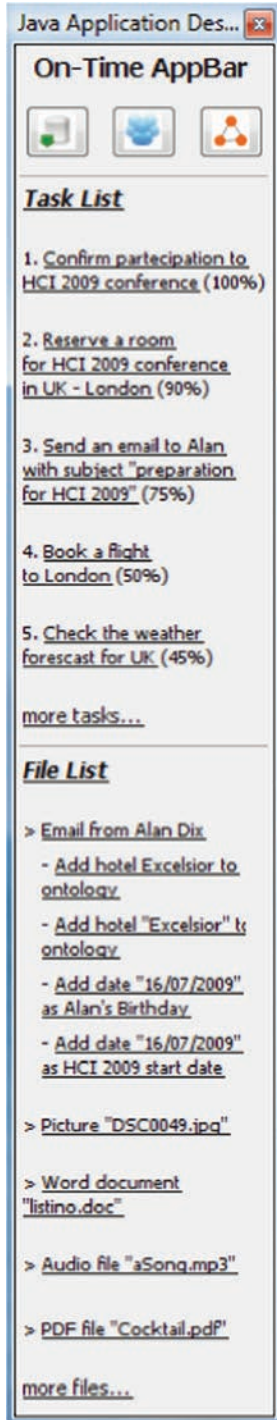 Java Application Des...
On-Time AppBar
Task List
1. Confirm partecipation to
HCI 2009 conference (100%)
2. Reserve a room
for HCI 2009 conference
in UK - London (90%)
3. Send an email to Alan
with subject "preparation
for HCI 2009" (75%)
4. Book a flight
to London (50%)
5. Check the weather
forescast for UK (45%)
more tasks...
File List
> Email from Alan Dix
- Add hotel Excelsior to
ontology
- Add hotel "Excelsior" to
ontology
- Add date "16/07/2009"
as Alan's Birthday
- Add date "16/07/2009"
as HCI 2009 start date
> Picture "DSC0049.jpg"
> Word document
"listino.doc"
> Audio file "aSong.mp3"
> PDF file "Cocktail.pdf"
more files...